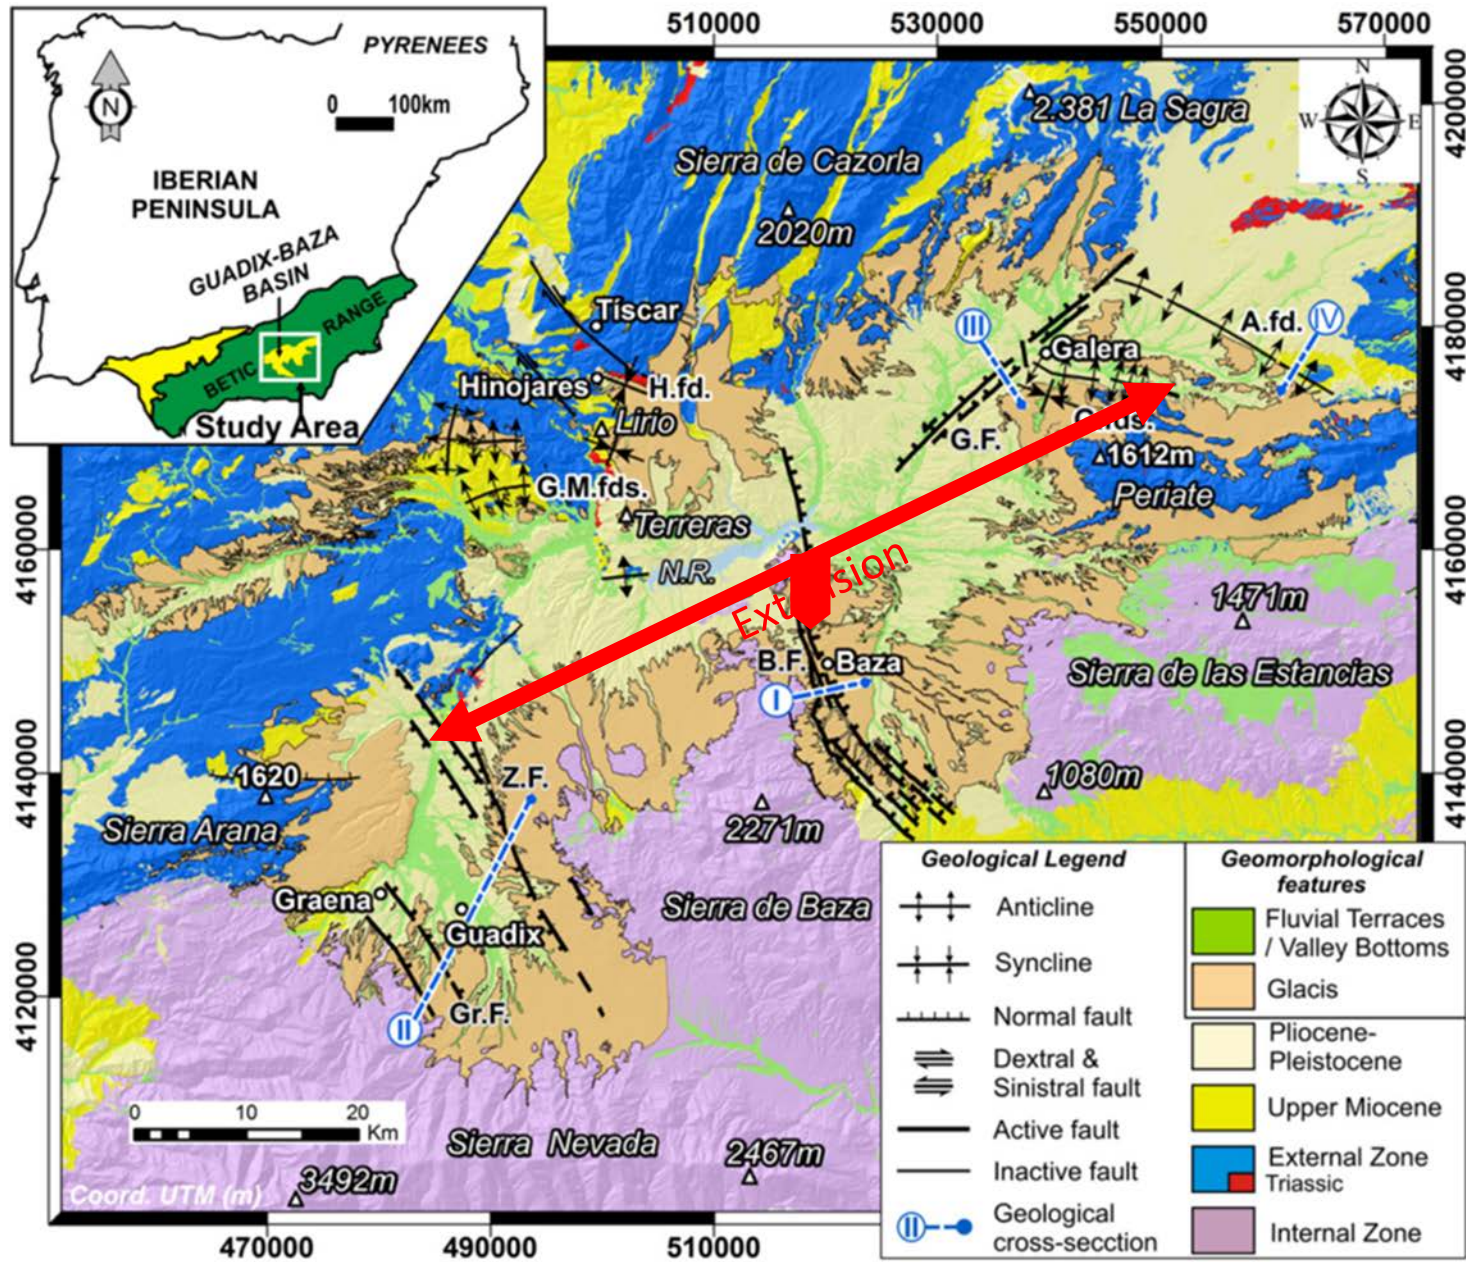 510000 530000 550000 570000
PYRENEES
N
0 100km
IBERIAN
PENINSULA
GUADIX-BAZA
BASIN
RANGE
BETIC
Study Area
N
W E
S
4200000
4180000
4160000
4140000
4160000
4140000
4120000
2.381 La Sagra
Sierra de Cazorla
2020m
Tíscar
Hinojares
H.fd.
Lirio
G.M.fds.
Terreras
N.R.
III
Galera
A.fd.
IV
G.F.
1612m
Periate
1471m
Sierra de las Estancias
1080m
B.F.
Baza
I
Z.F.
1620
Sierra Arana
2271m
Sierra de Baza
Graena
Guadix
Gr.F.
II
0 10 20
Km
Sierra Nevada
2467m
3492m
Coord. UTM (m)
470000 490000 510000
Geological Legend
Anticline
Syncline
Normal fault
Dextral &
Sinistral fault
Active fault
Inactive fault
II
Geological
cross-secction
Geomorphological
features
Fluvial Terraces
/ Valley Bottoms
Glacis
Pliocene-
Pleistocene
Upper Miocene
External Zone
Triassic
Internal Zone